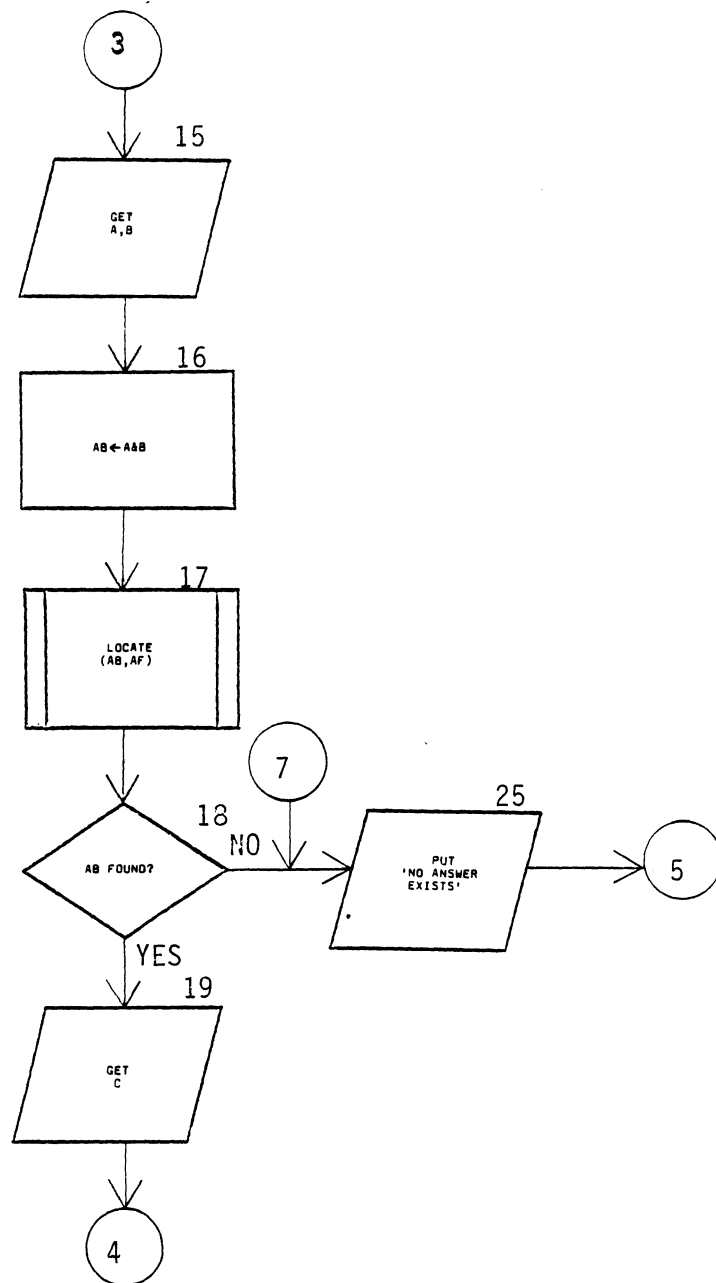 3
15
GET
A,B
16
AB←A&B
17
LOCATE
(AB,AF)
7
18
NO
25
AB FOUND?
PUT
'NO ANSWER
EXISTS'
5
YES
19
GET
C
4